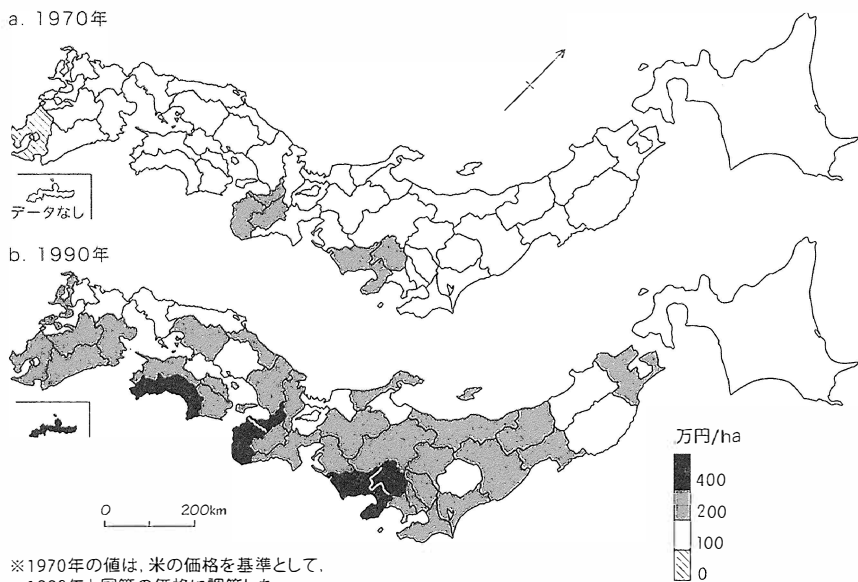 a. 1970年
データなし
b. 1990年
0 200km
万円/ha
400
200
100
0
※1970年の値は, 米の価格を基準として,